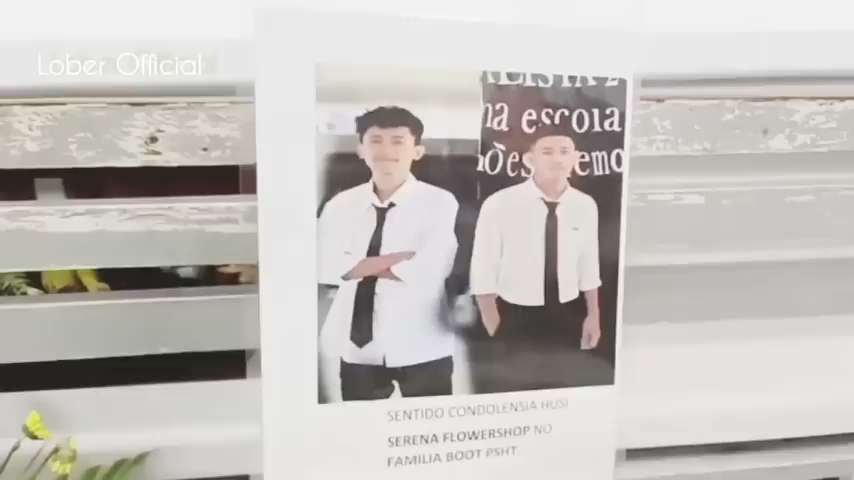 Lober Official
na escola
SENTIDO CONDOLENSIA HUSI
SERENA FLOWERSHOP NO
FAMILIA BOOT PSHT